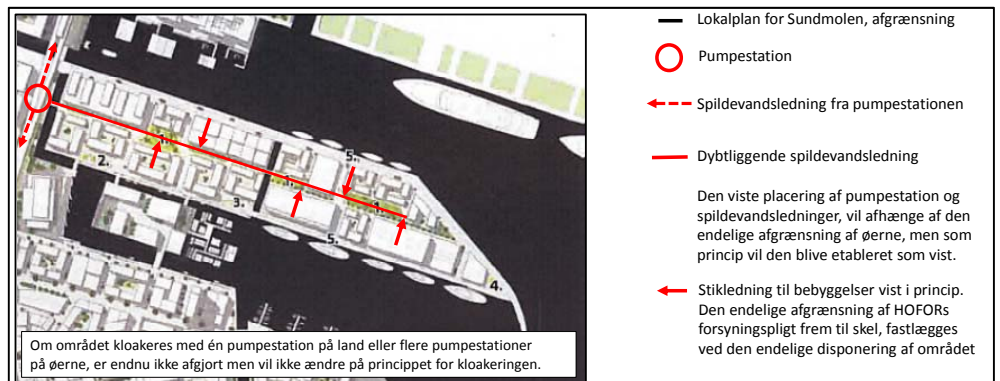 1.
5.
2.
1.
3.
1.
5.
4.
Om området kloakeres med én pumpestation på land eller flere pumpestationer
på øerne, er endnu ikke afgjort men vil ikke ændre på princippet for kloakeringen.
Lokalplan for Sundmolen, afgrænsning
Pumpestation
Spildevandsledning fra pumpestationen
Dybtliggende spildevandsledning
Den viste placering af pumpestation og
spildevandsledninger, vil afhænge af den
endelige afgrænsning af øerne, men som
princip vil den blive etableret som vist.
Stikledning til bebyggelser vist i princip.
Den endelige afgrænsning af HOFORs
forsyningspligt frem til skel, fastlægges
ved den endelige disponering af området